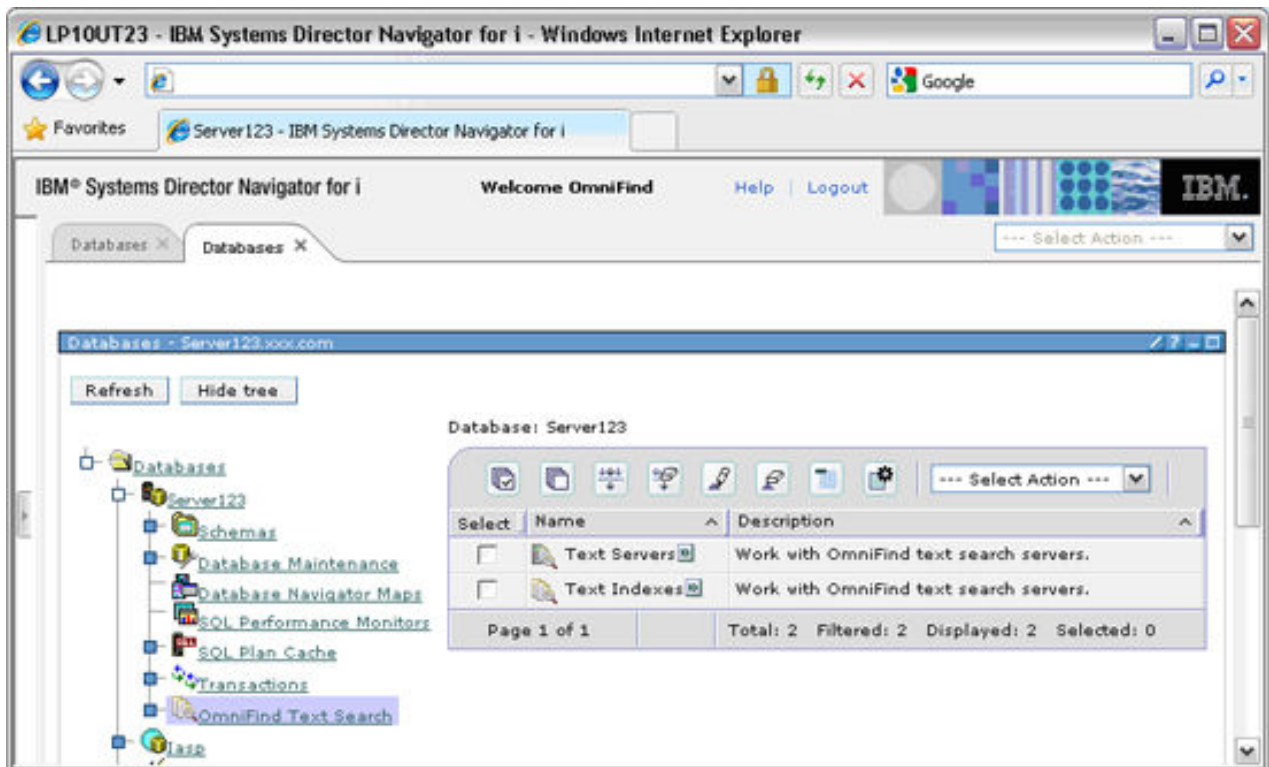 LP10UT23 - IBM Systems Director Navigator for i - Windows Internet Explorer
Google
Favorites
Server123 - IBM Systems Director Navigator for i
IBM® Systems Director Navigator for i
Welcome OmniFind
Help | Logout
IBM.
Databases
Databases
--- Select Action ---
Databases - Server123.xxx.com
Refresh
Hide tree
Database: Server123
Databases
Server123
Schemas
Database Maintenance
Database Navigator Maps
SQL Performance Monitors
SQL Plan Cache
Transactions
OmniFind Text Search
Iasp
--- Select Action ---
Select Name Description
Text Servers Work with OmniFind text search servers.
Text Indexes Work with OmniFind text search servers.
Page 1 of 1 Total: 2 Filtered: 2 Displayed: 2 Selected: 0